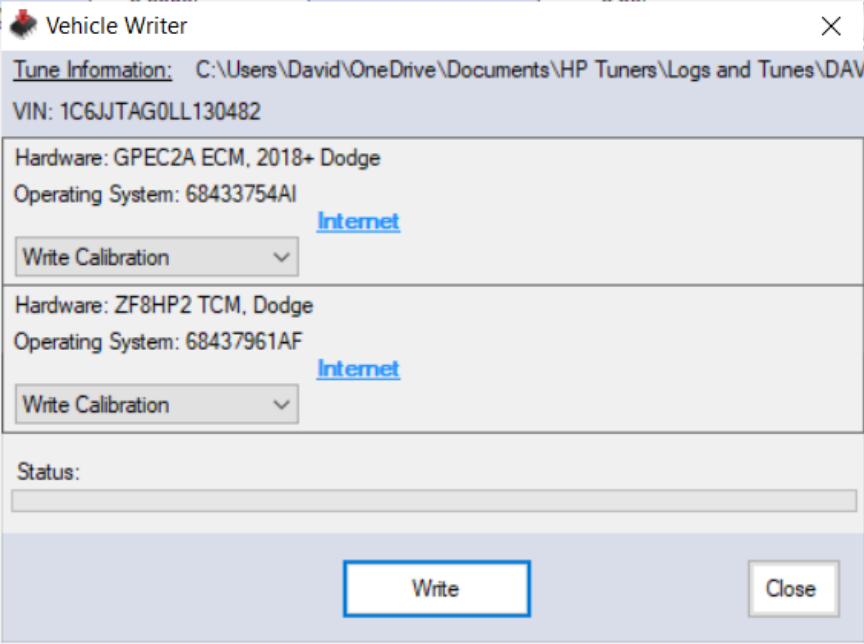 Vehicle Writer
Tune Information: C:\Users\David\OneDrive\Documents\HP Tuners\Logs and Tunes\DAV
VIN: 1C6JJTAG0LL130482
Hardware: GPEC2A ECM, 2018+ Dodge
Operating System: 68433754AI
Internet
Write Calibration
Hardware: ZF8HP2 TCM, Dodge
Operating System: 68437961AF
Internet
Write Calibration
Status:
Write
Close